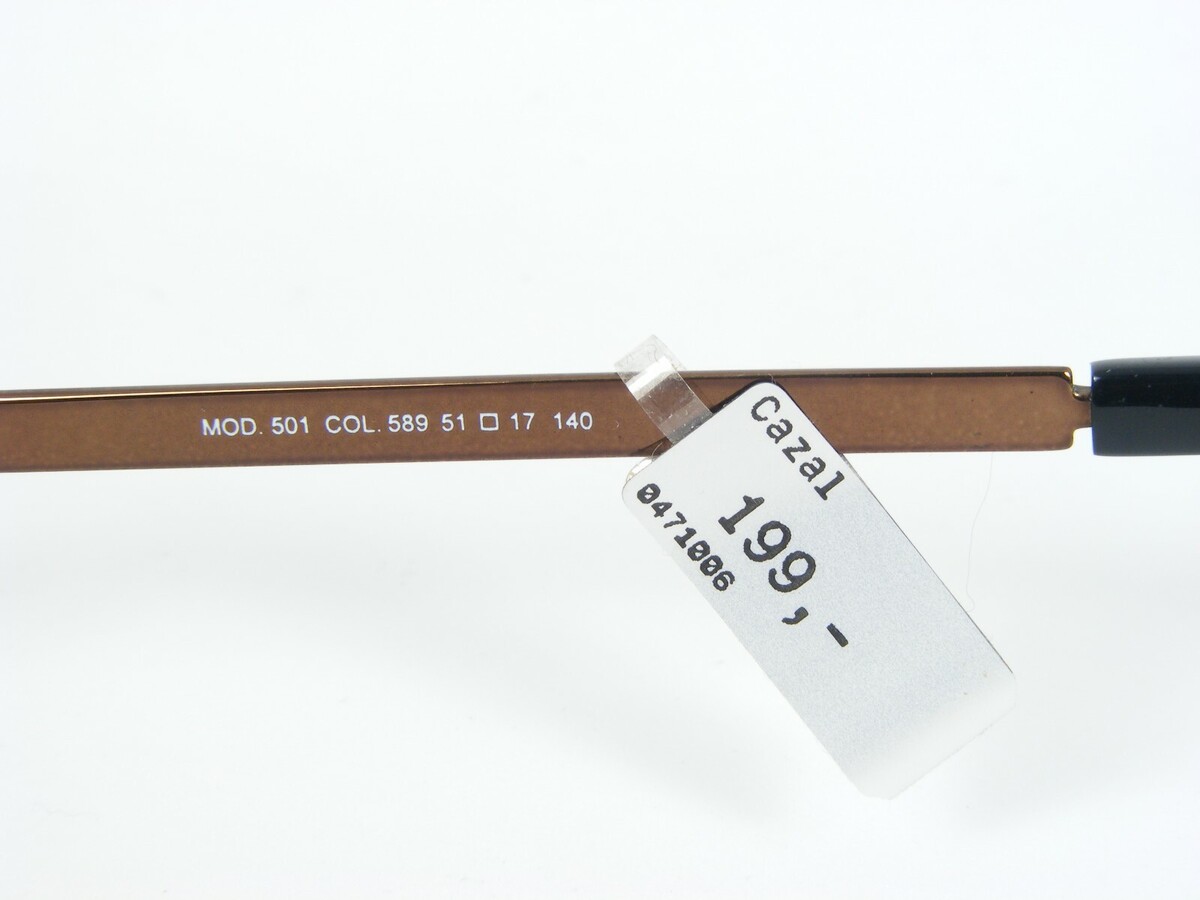 MOD. 501 COL. 589 51 □ 17 140
Cazal
199,-
0471006